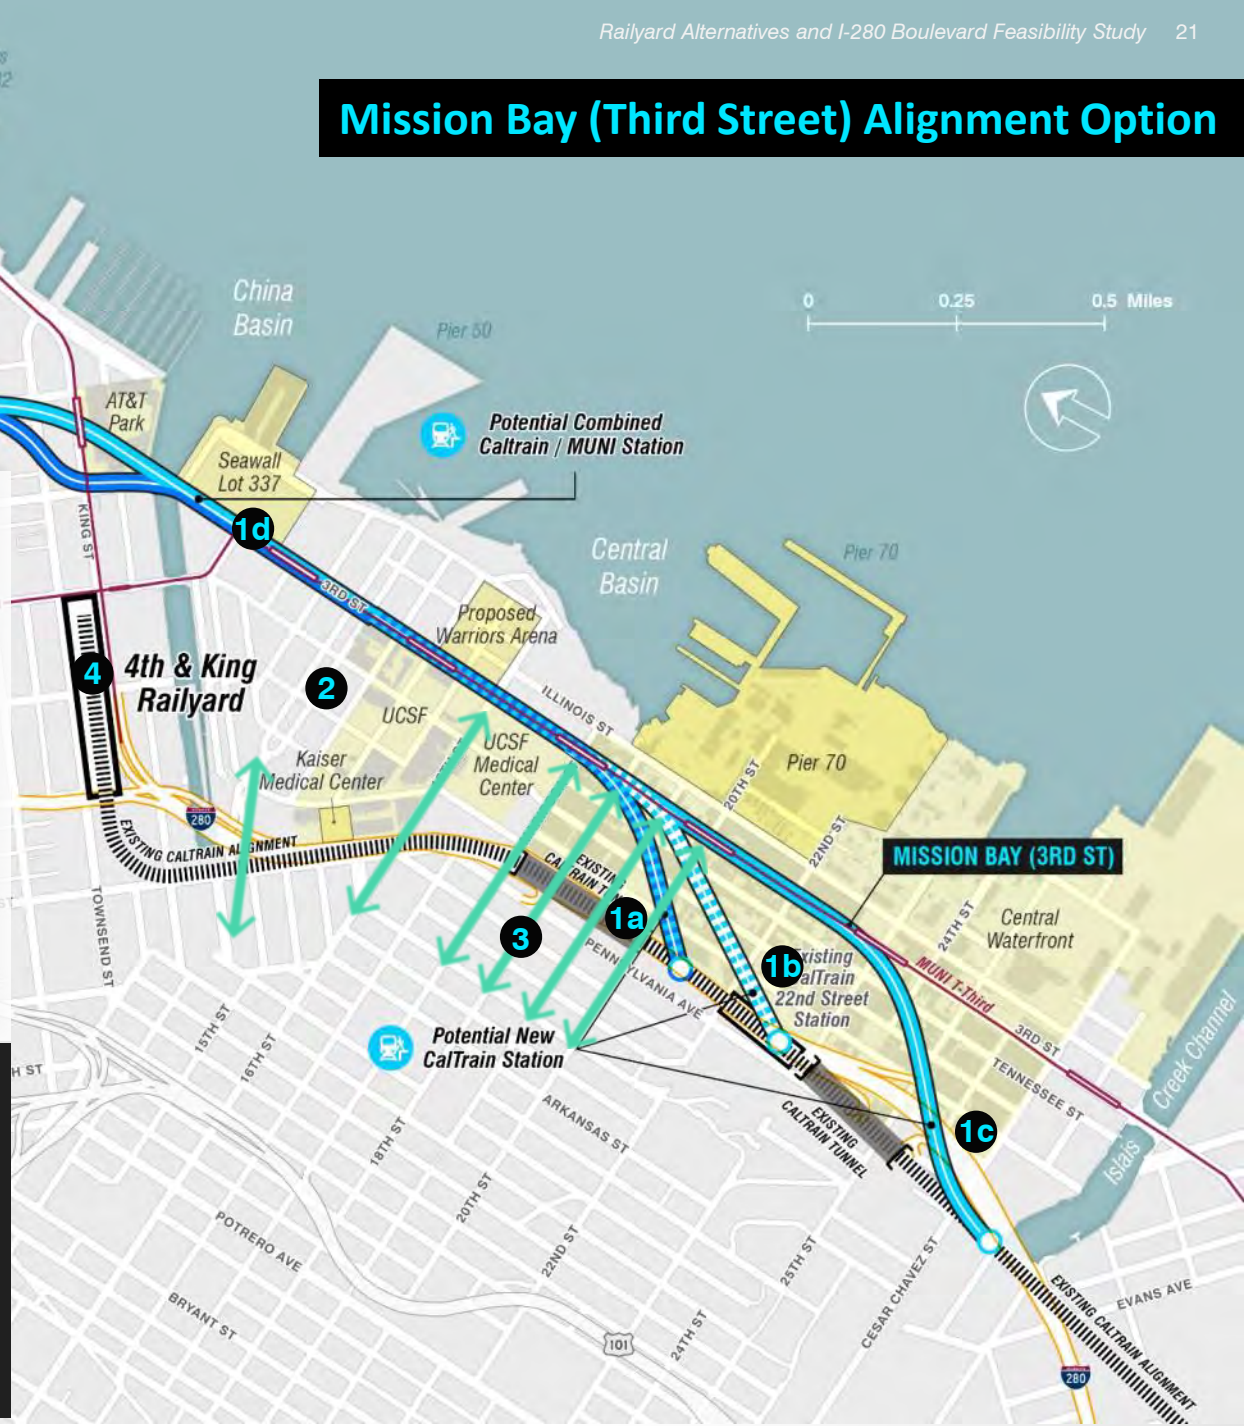 Railyard Alternatives and I-280 Boulevard Feasibility Study 21
Mission Bay (Third Street) Alignment Option
China
Basin
Pier 50
0 0.25 0.5 Miles
AT&T
Park
Potential Combined
Caltrain / MUNI Station
Seawall
Lot 337
KING ST
1d
Central
Basin
Pier 70
3RD ST
Proposed
Warriors Arena
4
4th & King
Railyard
2
UCSF
ILLINOIS ST
UCSF
Medical
Center
Kaiser
Medical Center
Pier 70
20TH ST
22ND ST
280
EXISTING CALTRAIN ALIGNMENT
MISSION BAY (3RD ST)
EXISTING
TOWNSEND ST
1a
3
PENNSYLVANIA AVE
24TH ST
Central
Waterfront
1b
Existing
CalTrain
22nd Street
Station
MUNI T-Third
3RD ST
15TH ST
16TH ST
Potential New
CalTrain Station
H ST
TENNESSEE ST
Creek Channel
Islais
ARKANSAS ST
EXISTING
CALTRAIN TUNNEL
1c
18TH ST
20TH ST
22ND ST
25TH ST
CESAR CHAVEZ ST
POTRERO AVE
BRYANT ST
101
24TH ST
EVANS AVE
EXISTING CALTRAIN ALIGNMENT
280